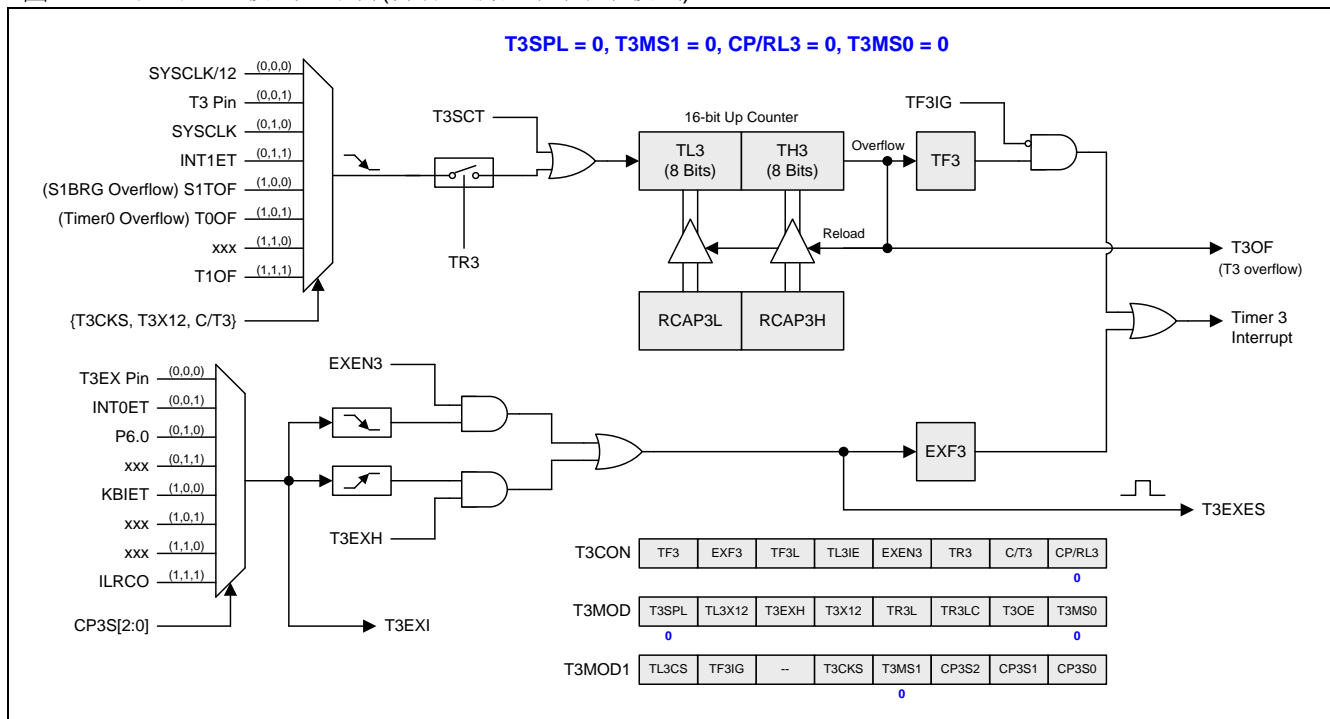 T3SPL = 0, T3MS1 = 0, CP/RL3 = 0, T3MS0 = 0
SYSCLK/12 (0,0,0)
T3 Pin (0,0,1)
SYSCLK (0,1,0)
INT1ET (0,1,1)
(S1BRG Overflow) S1TOF (1,0,0)
(Timer0 Overflow) T0OF (1,0,1)
xxx (1,1,0)
T1OF (1,1,1)
{T3CKS, T3X12, C/T3}
TR3
T3SCT
16-bit Up Counter
TL3
(8 Bits)
TH3
(8 Bits)
Overflow
TF3
TF3IG
Reload
RCAP3L
RCAP3H
T3OF
(T3 overflow)
Timer 3
Interrupt
T3EX Pin (0,0,0)
INT0ET (0,0,1)
P6.0 (0,1,0)
xxx (0,1,1)
KBIET (1,0,0)
xxx (1,0,1)
xxx (1,1,0)
ILRCO (1,1,1)
CP3S[2:0]
EXEN3
T3EXH
T3EXI
EXF3
T3EXES
T3CON TF3 EXF3 TF3L TL3IE EXEN3 TR3 C/T3 CP/RL3
0
T3MOD T3SPL TL3X12 T3EXH T3X12 TR3L TR3LC T3OE T3MS0
0 0
T3MOD1 TL3CS TF3IG -- T3CKS T3MS1 CP3S2 CP3S1 CP3S0
0